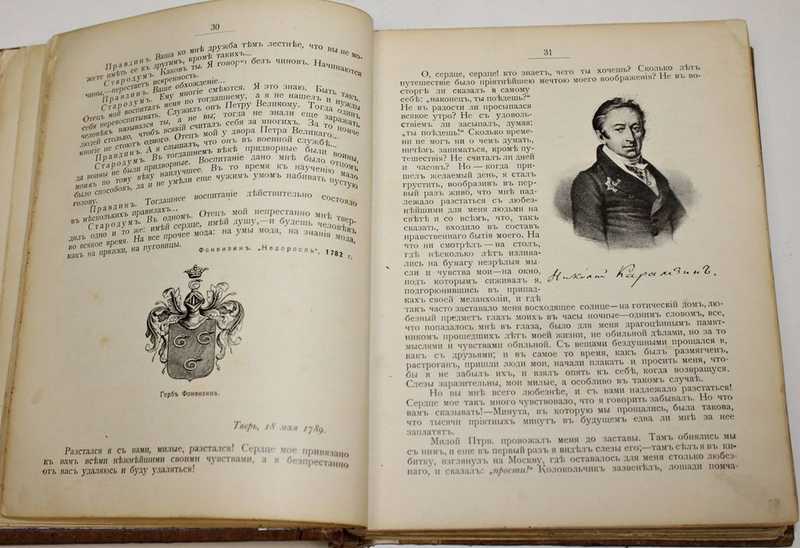 30
Правдинъ. Ваша ко мнѣ дружба тѣмъ лестнѣе, что вы не мо-
жете имѣть ее къ другимъ, кромѣ такихъ...
Стародумъ. Каковъ ты. Я говорю безъ чиновъ. Начинаются
чины,—перестаетъ искренность.
Правдинъ. Ваше обхожденіе...
Стародумъ. Ему многіе смѣются. Я это знаю. Быть такъ.
Отецъ мой воспиталъ меня по тогдашнему, а я не нашелъ и нужды
себя перевоспитывать. Служилъ онъ Петру Великому. Тогда одинъ
человѣкъ назывался ты, а не вы; тогда не знали еще заражать
людей столько, чтобъ всякій считалъ себя за многихъ. За то нонче
многіе не стоютъ одного. Отецъ мой у двора Петра Великаго...
Правдинъ. А я слышалъ, что онъ въ военной службѣ...
Стародумъ. Въ тогдашнемъ вѣкѣ придворные были воины,
да воины не были придворные. Воспитаніе дано мнѣ было отцомъ
моимъ по тому вѣку наилучшее. Въ то время къ наученію мало
было способовъ, да и не умѣли еще чужимъ умомъ набивать пустую
голову.
Правдинъ. Тогдашнее воспитаніе дѣйствительно состояло
въ нѣсколькихъ правилахъ...
Стародумъ. Въ одномъ. Отецъ мой непрестанно мнѣ твер-
дилъ одно и то же: имѣй сердце, имѣй душу,—и будешь человѣкъ
во всякое время. На все прочее мода: на умы мода, на знанія мода,
какъ на пряжки, на пуговицы.
Фонвизинъ. „Недоросль“, 1782 г.
Гербъ Фонвизинъ.
Тверь, 18 мая 1789.
Разстался я съ вами, милые, разстался! Сердце мое привязано
къ вамъ всѣми нѣжнѣйшими своими чувствами, а я безпрестанно
отъ васъ удаляюсь и буду удаляться!
31
О, сердце, сердце! кто знаетъ, чего ты хочешь? Сколько лѣтъ
путешествіе было пріятнѣйшею мечтою моего воображенія? Не въ во-
сторгѣ ли сказалъ я самому
себѣ: „наконецъ, ты поѣдешь?“
Не въ радости ли просыпался
всякое утро? Не съ удоволь-
ствіемъ ли засыпалъ, думая:
„ты поѣдешь!“ Сколько време-
ни не могъ ни о чемъ думать,
ничѣмъ заниматься, кромѣ пу-
тешествія? Не считалъ ли дней
и часовъ? Но — когда при-
шелъ желаемый день, я сталъ
грустить, вообразивъ въ пер-
вый разъ живо, что мнѣ над-
лежало разстаться съ любез-
нѣйшими для меня людьми на
свѣтѣ и со всѣмъ, что, такъ
сказать, входило въ составъ
нравственнаго бытія моего. На
что ни смотрѣлъ — на столъ,
гдѣ нѣсколько лѣтъ излива-
лись на бумагу незрѣлыя мы
сли и чувства мои—на окно,
подъ которымъ сиживалъ я,
подгорюнившись въ припад-
кахъ своей меланхоліи, и гдѣ
Николай Карамзинъ.
такъ часто заставало меня восходящее солнце—на готическій домъ, лю-
безный предметъ глазъ моихъ въ часы ночные—однимъ словомъ, все,
что попадалось мнѣ въ глаза, было для меня драгоцѣннымъ памят-
никомъ прошедшихъ лѣтъ моей жизни, не обильной дѣлами, но за то
мыслями и чувствами обильной. Съ вещами бездушными прощался я,
какъ съ друзьями; и въ самое то время, какъ былъ размягченъ,
растроганъ, пришли люди мои, начали плакать и просить меня, что-
бы я не забылъ ихъ, и взялъ опять къ себѣ, когда возвращуся.
Слезы заразительны, мои милые, а особливо въ такомъ случаѣ.
Но вы мнѣ всего любезнѣе, и съ вами надлежало разстаться!
Сердце мое такъ много чувствовало, что я говорить забывалъ. Но что
вамъ сказывать!—Минута, въ которую мы прощались, была такова,
что тысячи пріятныхъ минутъ въ будущемъ едва ли мнѣ за нее
заплатятъ.
Милой Птрв. провожалъ меня до заставы. Тамъ обнялись мы
съ нимъ, и еще въ первый разъ я видѣлъ слезы его;—тамъ сѣлъ я въ ки-
битку, взглянулъ на Москву, гдѣ оставалось для меня столько любез-
наго, и сказалъ: „прости!“ Колокольчикъ зазвенѣлъ, лошади помча-